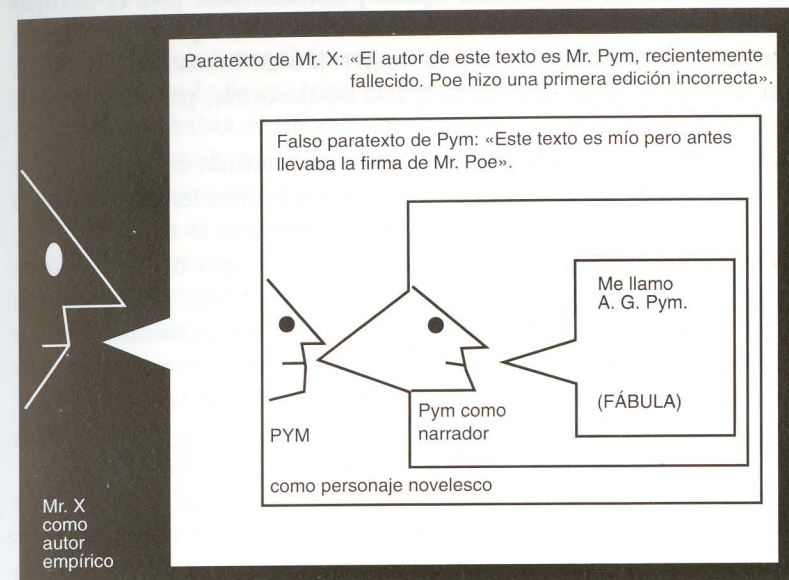 Paratexto de Mr. X: «El autor de este texto es Mr. Pym, recientemente
fallecido. Poe hizo una primera edición incorrecta».
Falso paratexto de Pym: «Este texto es mío pero antes
llevaba la firma de Mr. Poe».
Me llamo
A. G. Pym.
(FÁBULA)
Pym como
narrador
PYM
como personaje novelesco
Mr. X
como
autor
empírico